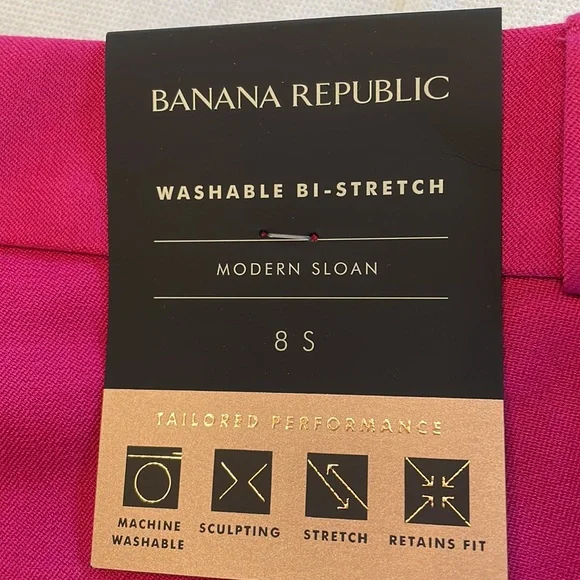 BANANA REPUBLIC
WASHABLE BI-STRETCH
MODERN SLOAN
8 S
TAILORED PERFORMANCE
MACHINE WASHABLE
SCULPTING
STRETCH
RETAINS FIT